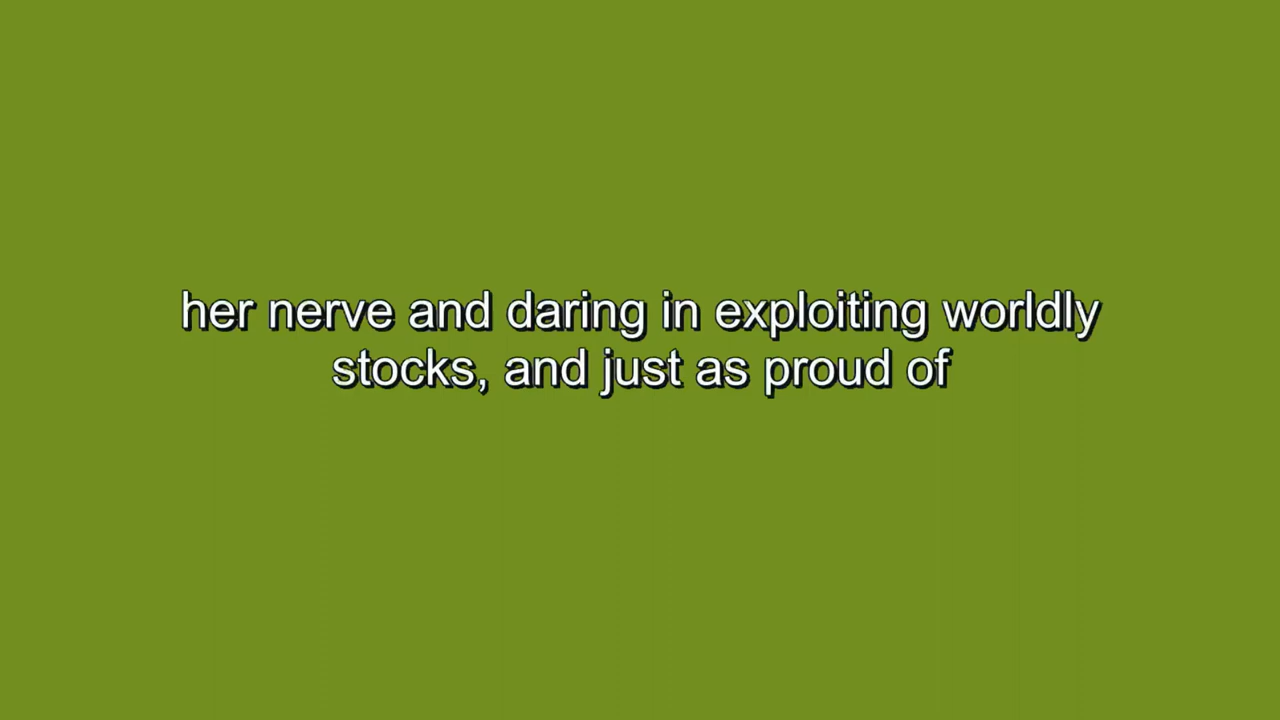 her nerve and daring in exploiting worldly
stocks, and just as proud of